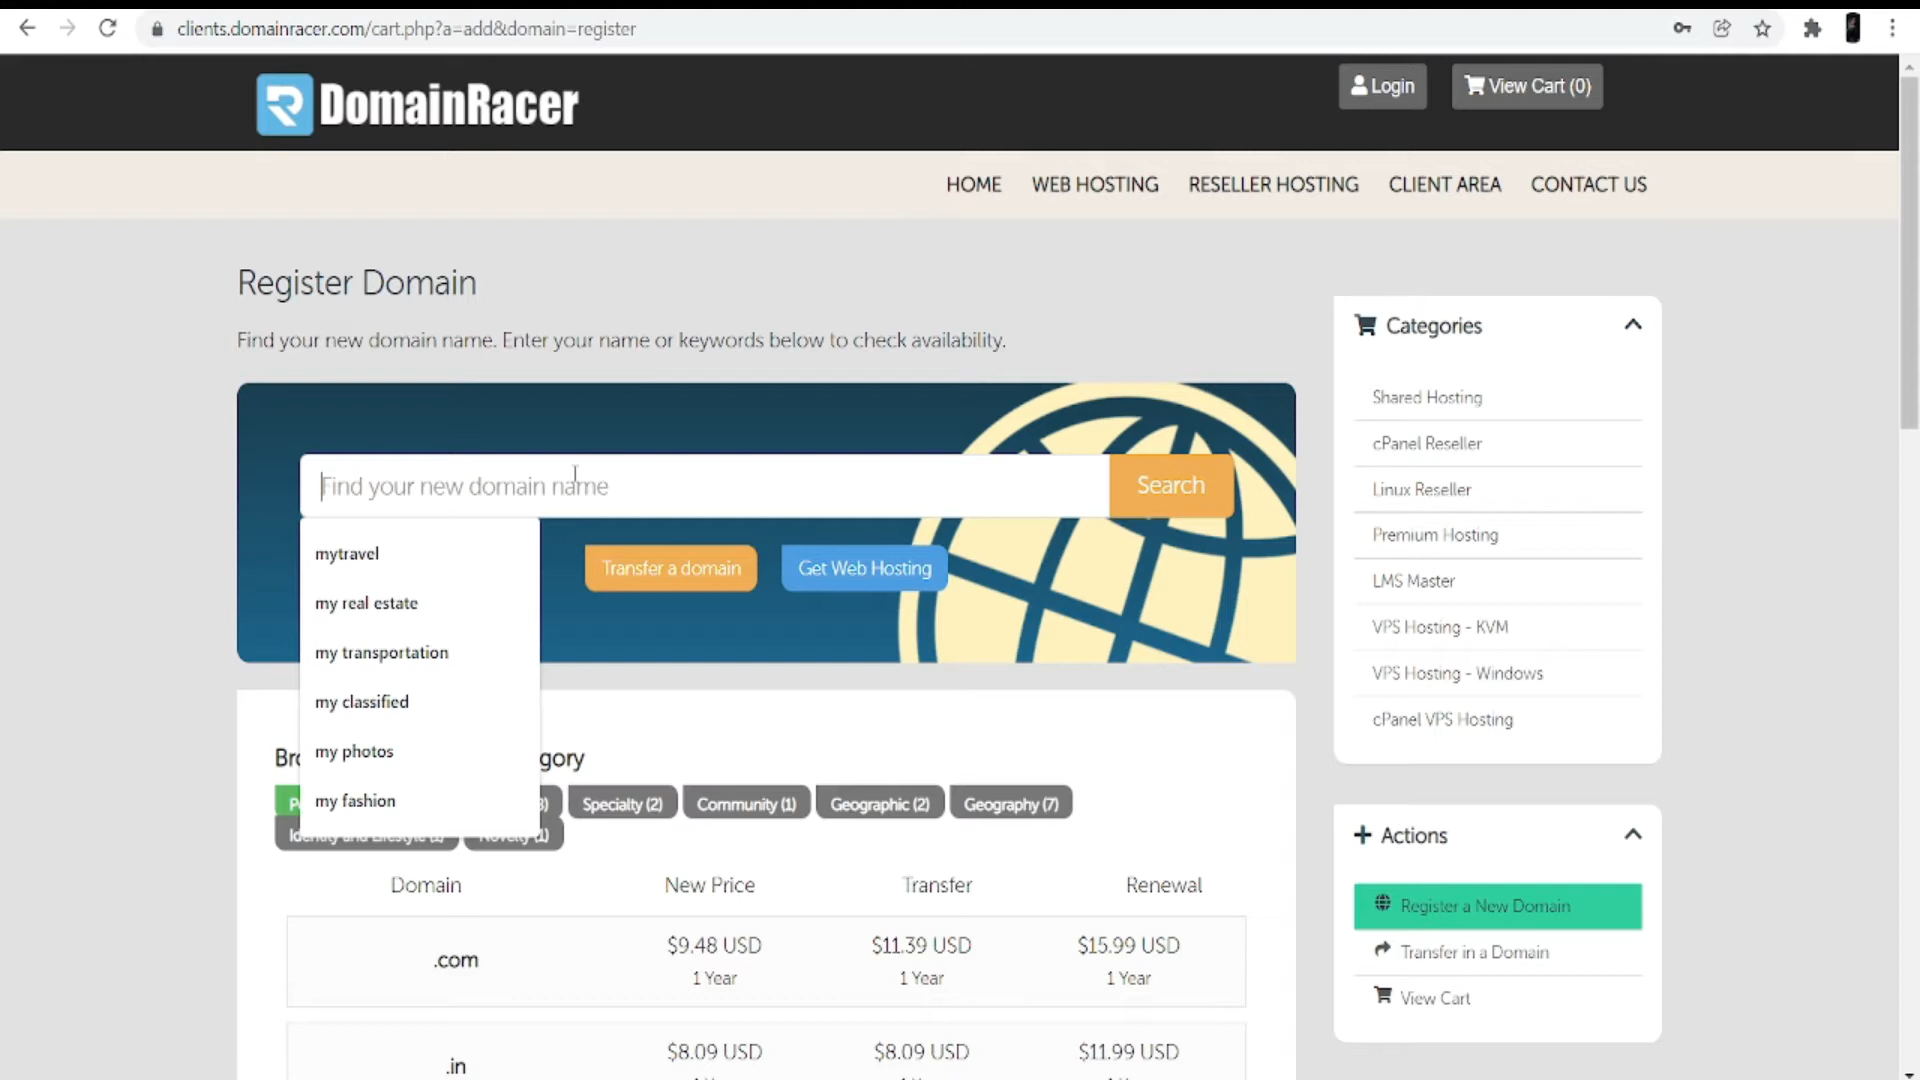 clients.domainracer.com/cart.php?a=add&domain=register
DomainRacer
Login
View Cart (0)
HOME WEB HOSTING RESELLER HOSTING CLIENT AREA CONTACT US
Register Domain
Find your new domain name. Enter your name or keywords below to check availability.
Find your new domain name
Search
mytravel
my real estate
my transportation
my classified
my photos
my fashion
Transfer a domain
Get Web Hosting
Specialty (2) Community (1) Geographic (2) Geography (7)
Identity and Lifestyle (1) Novelty (1)
Domain New Price Transfer Renewal
.com $9.48 USD $11.39 USD $15.99 USD
1 Year 1 Year 1 Year
.in $8.09 USD $8.09 USD $11.99 USD
Categories
Shared Hosting
cPanel Reseller
Linux Reseller
Premium Hosting
LMS Master
VPS Hosting - KVM
VPS Hosting - Windows
cPanel VPS Hosting
Actions
Register a New Domain
Transfer in a Domain
View Cart